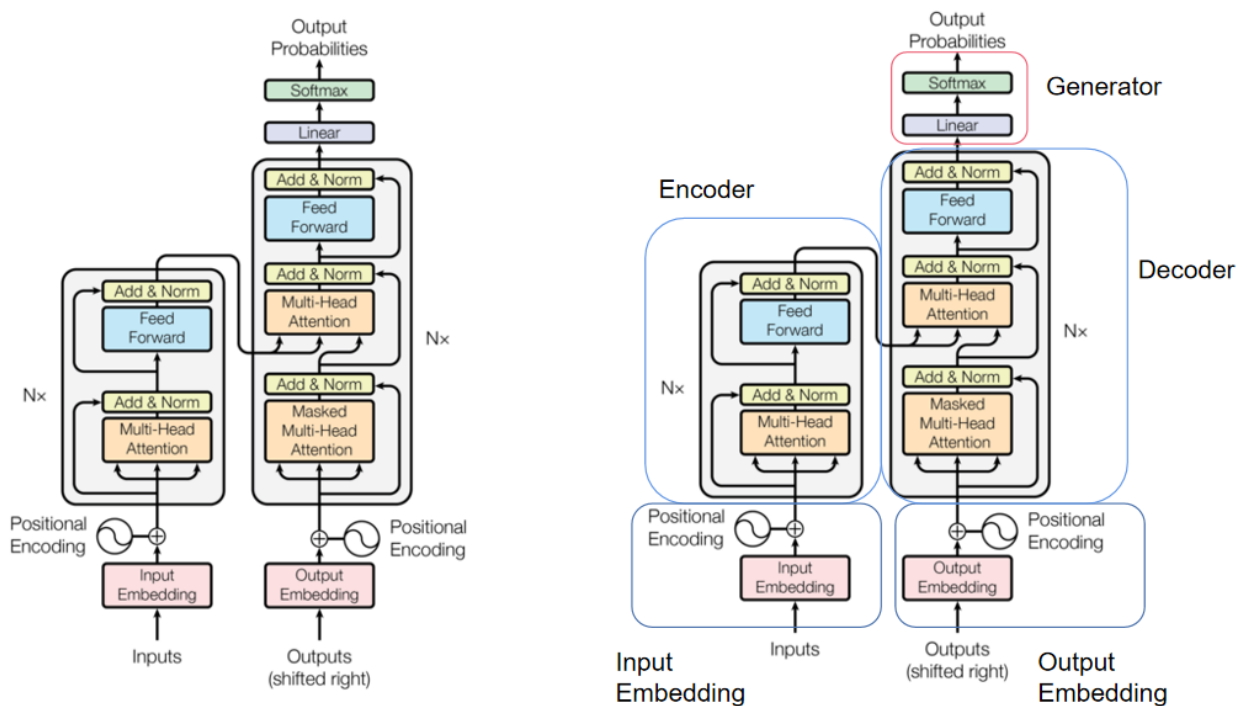 Output
Probabilities
Softmax
Linear
Add & Norm
Feed
Forward
Add & Norm
Multi-Head
Attention
Add & Norm
Masked
Multi-Head
Attention
Nx
Add & Norm
Feed
Forward
Add & Norm
Multi-Head
Attention
Nx
Positional
Encoding
Positional
Encoding
Input
Embedding
Output
Embedding
Inputs
Outputs
(shifted right)
Output
Probabilities
Softmax
Linear
Generator
Encoder
Decoder
Add & Norm
Feed
Forward
Add & Norm
Multi-Head
Attention
Add & Norm
Masked
Multi-Head
Attention
Nx
Add & Norm
Feed
Forward
Add & Norm
Multi-Head
Attention
Nx
Positional
Encoding
Positional
Encoding
Input
Embedding
Output
Embedding
Inputs
Outputs
(shifted right)
Input
Embedding
Output
Embedding